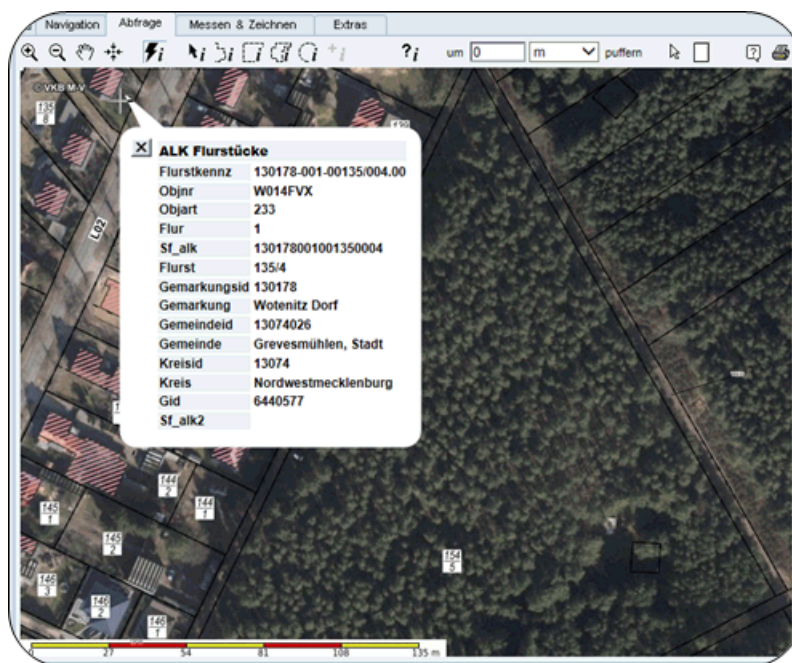 Navigation Abfrage Messen & Zeichnen Extras
um 0 m puffern
© VKB M-V
135
8
L02
ALK Flurstücke
Flurstkennz 130178-001-00135/004.00
Objnr W014FVX
Objart 233
Flur 1
Sf_alk 130178001001350004
Flurst 135/4
Gemarkungsid 130178
Gemarkung Wotenitz Dorf
Gemeindeid 13074026
Gemeinde Grevesmühlen, Stadt
Kreisid 13074
Kreis Nordwestmecklenburg
Gid 6440577
Sf_alk2
144
2
144
1
145
1
145
2
154
5
146
3
146
2
146
1
0 27 54 81 108 135 m